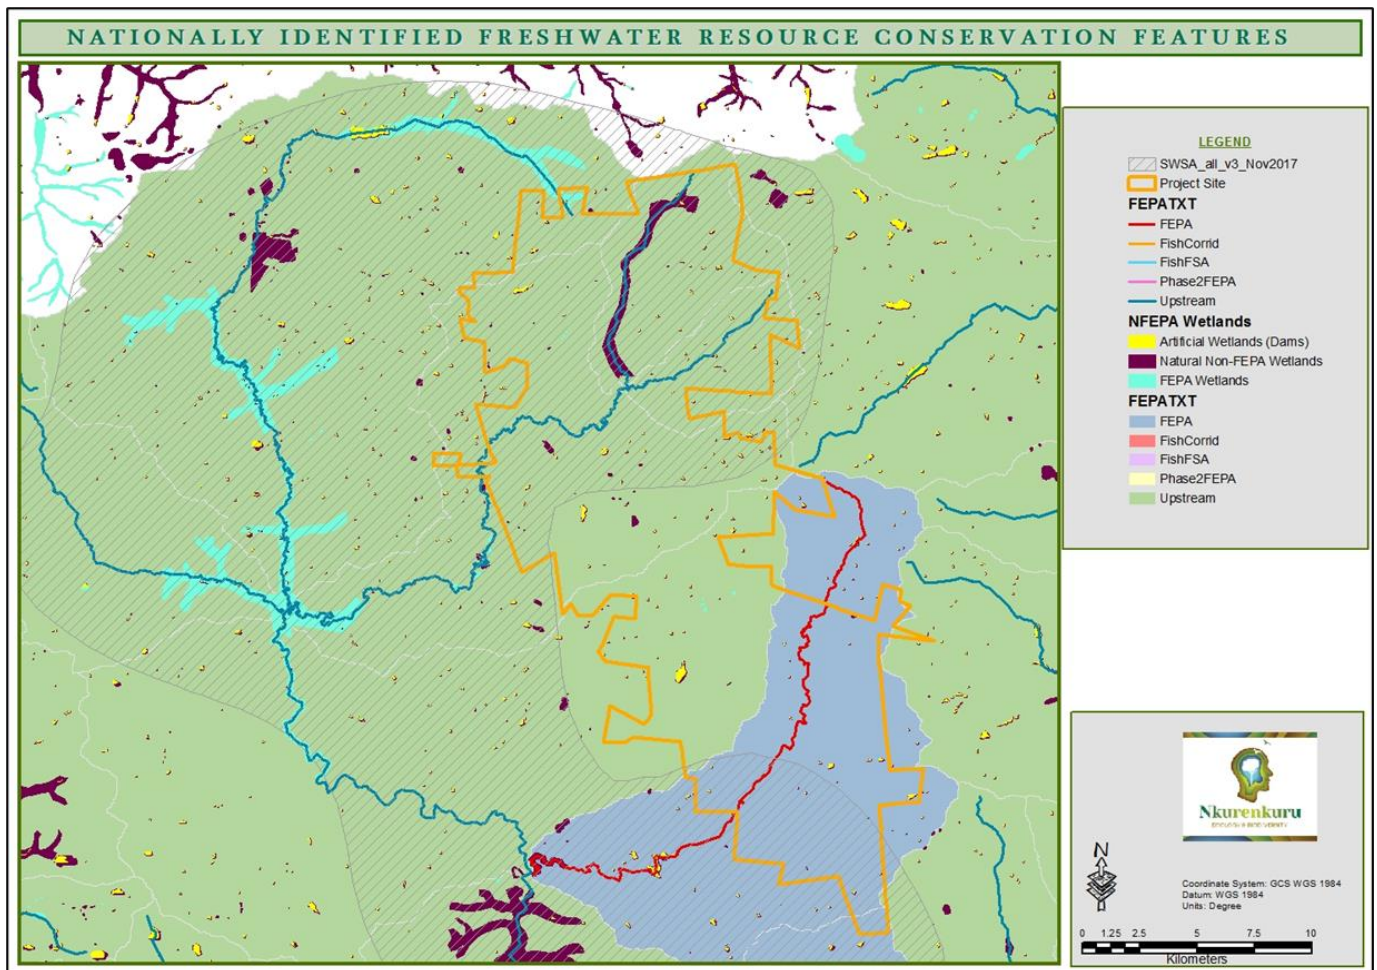 NATIONALLY IDENTIFIED FRESHWATER RESOURCE CONSERVATION FEATURES
LEGEND
SWSA_all_v3_Nov2017
Project Site
FEPATXT
FEPA
FishCorrid
FishFSA
Phase2FEPA
Upstream
NFEPA Wetlands
Artificial Wetlands (Dams)
Natural Non-FEPA Wetlands
FEPA Wetlands
FEPATXT
FEPA
FishCorrid
FishFSA
Phase2FEPA
Upstream
Nkurenkuru
N
Coordinate System: GCS WGS 1984
Datum: WGS 1984
Units: Degree
0 1.25 2.5 5 7.5 10
Kilometers